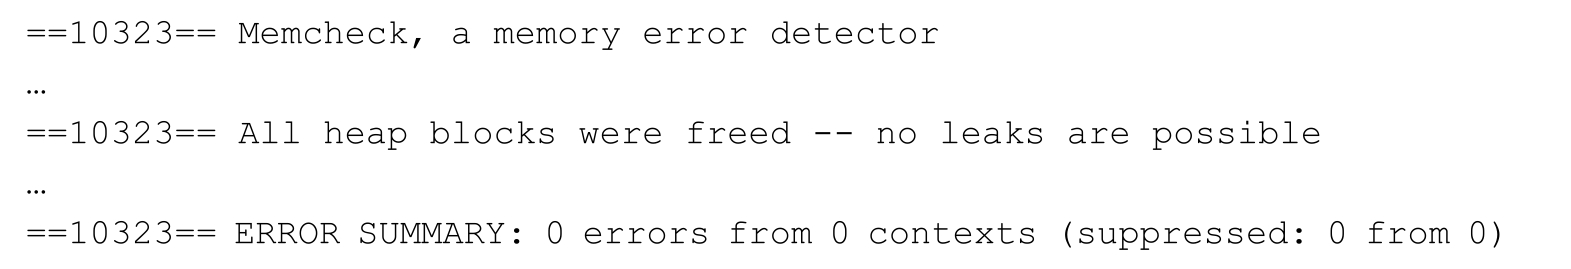 ==10323== Memcheck, a memory error detector
…
==10323== All heap blocks were freed -- no leaks are possible
…
==10323== ERROR SUMMARY: 0 errors from 0 contexts (suppressed: 0 from 0)